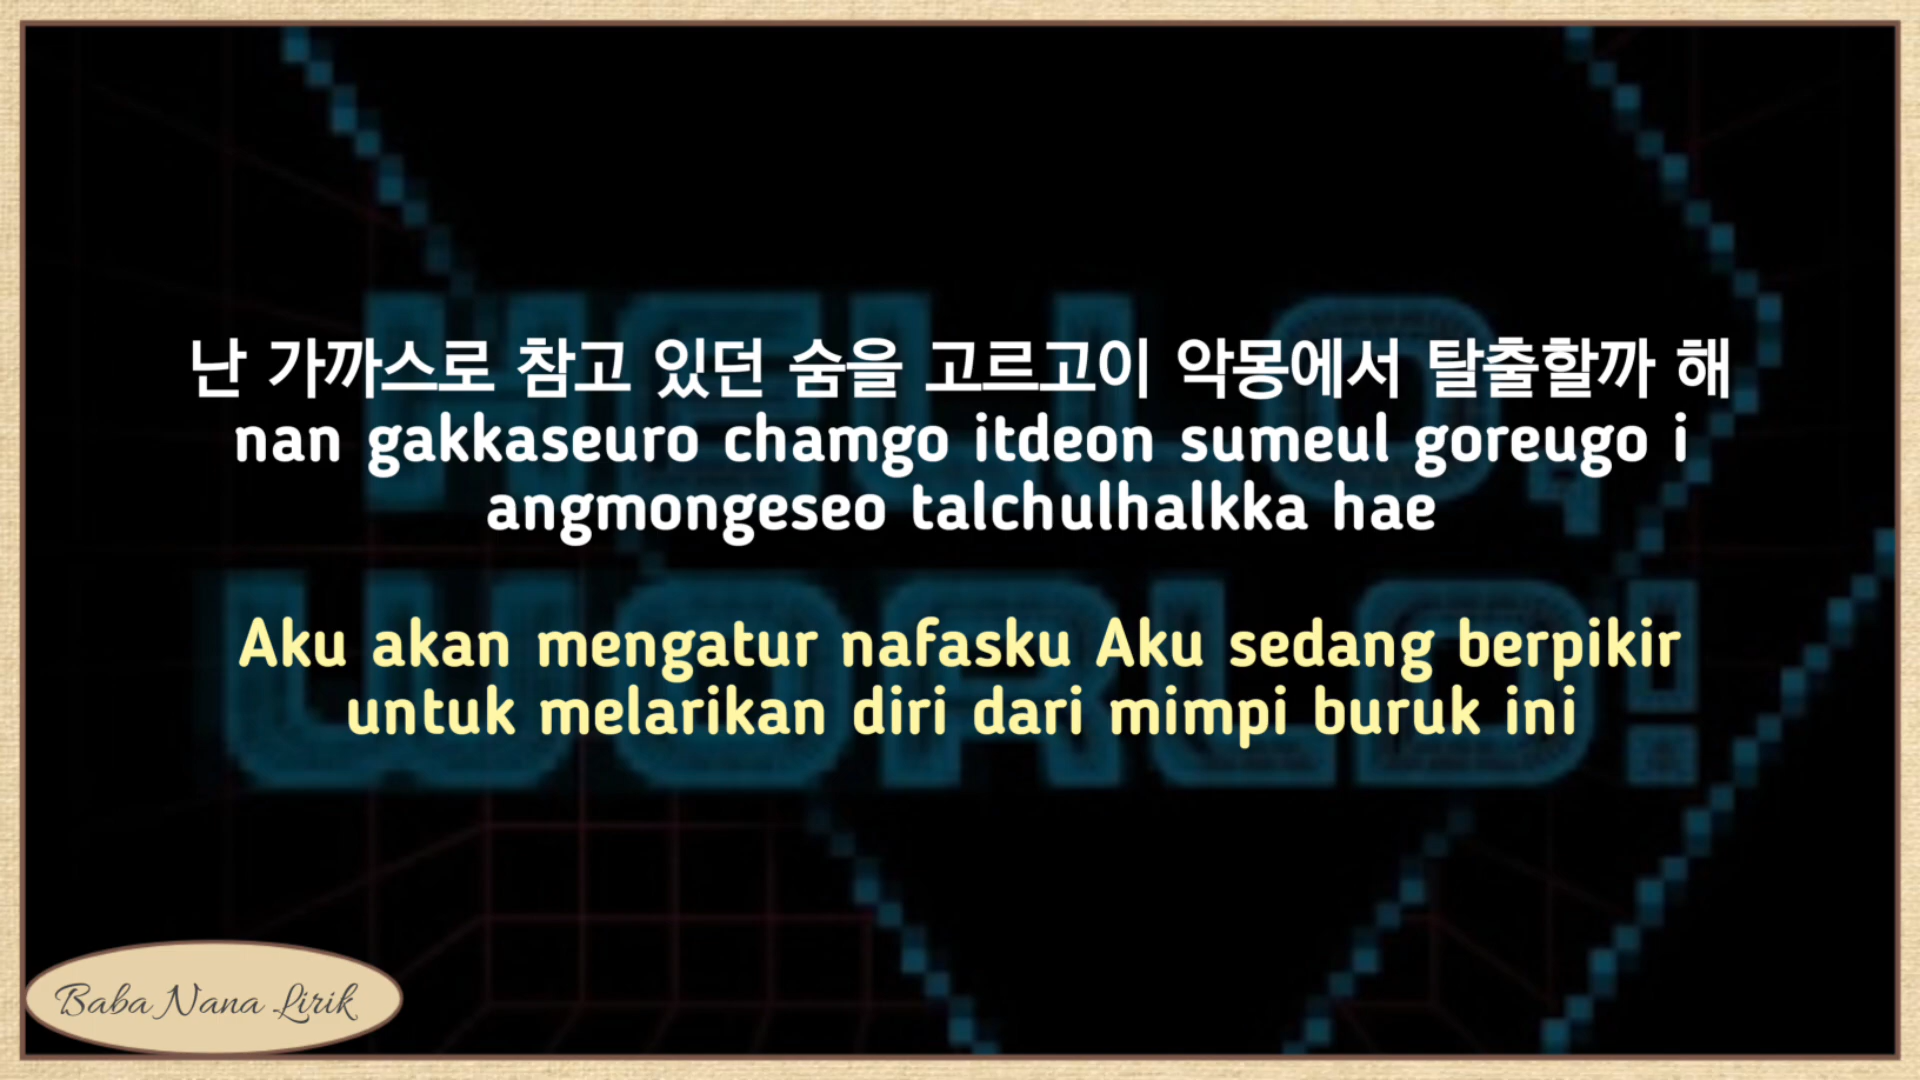 난 가까스로 참고 있던 숨을 고르고이 악몽에서 탈출할까 해
nan gakkaseuro chamgo itdeon sumeul goreugo i
angmongeseo talchulhalkka hae
Aku akan mengatur nafasku Aku sedang berpikir
untuk melarikan diri dari mimpi buruk ini
HELLO,
WORLD!
Baba Nana Lirik